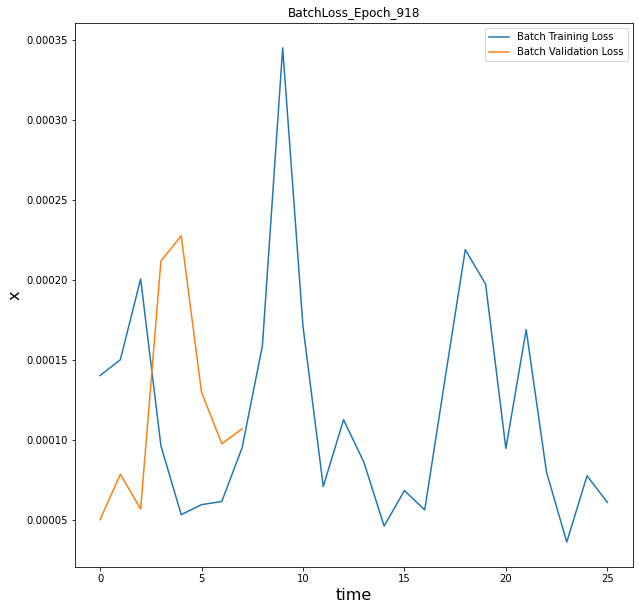 BatchLoss_Epoch_918
Batch Training Loss
Batch Validation Loss
0.00035
0.00030
0.00025
0.00020
0.00015
0.00010
0.00005
x
0 5 10 15 20 25
time